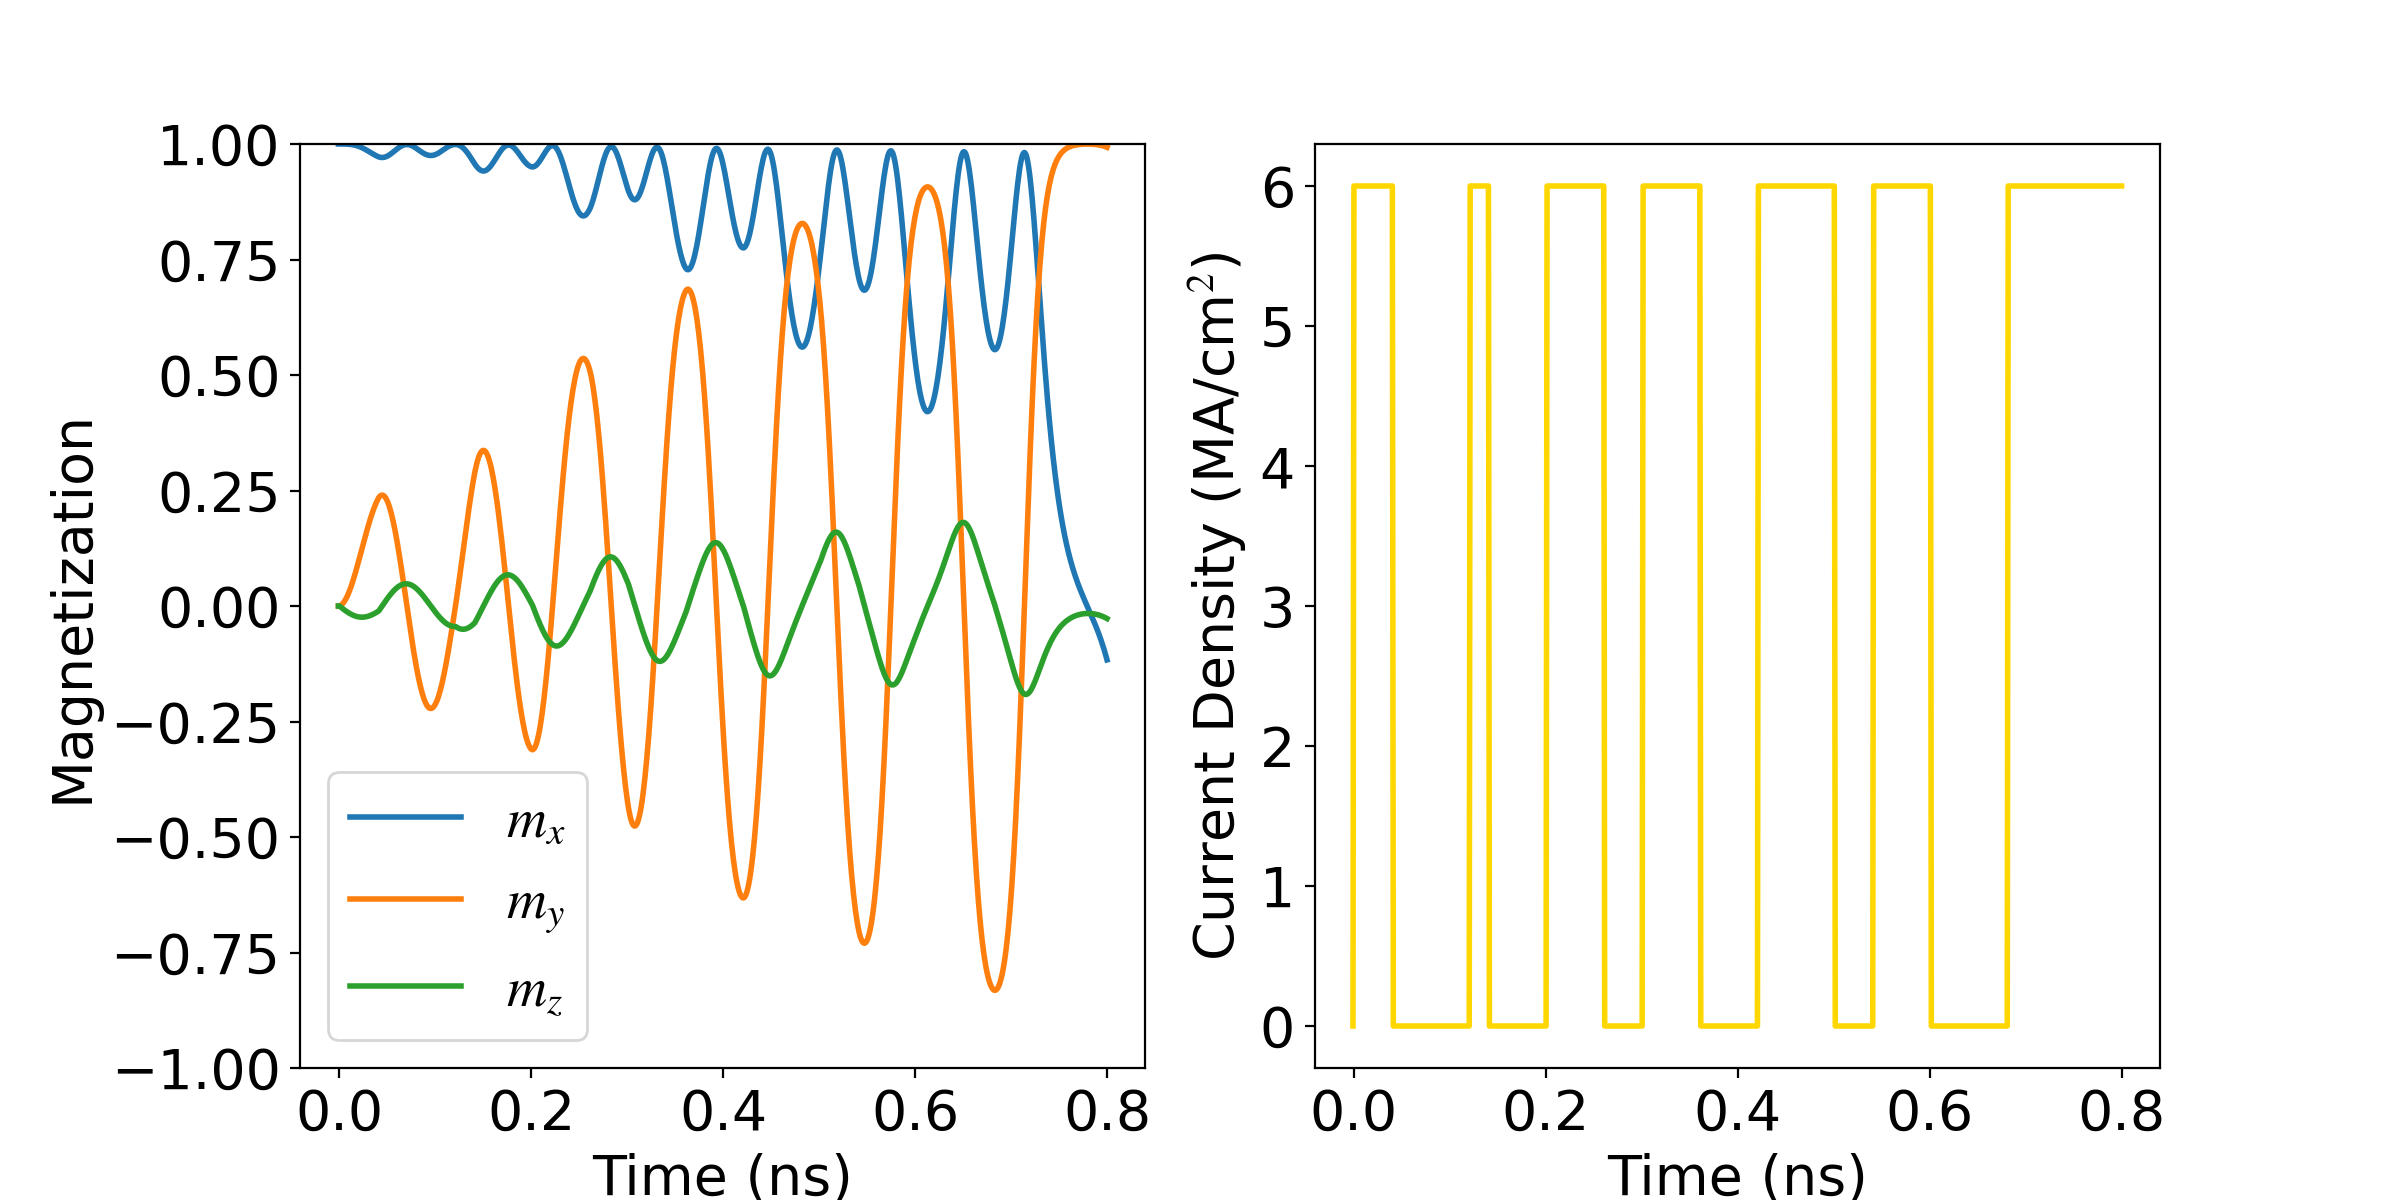 Magnetization
1.00
0.75
0.50
0.25
0.00
−0.25
−0.50
−0.75
−1.00
m_x
m_y
m_z
0.0 0.2 0.4 0.6 0.8
Time (ns)
Current Density (MA/cm²)
6
5
4
3
2
1
0
0.0 0.2 0.4 0.6 0.8
Time (ns)